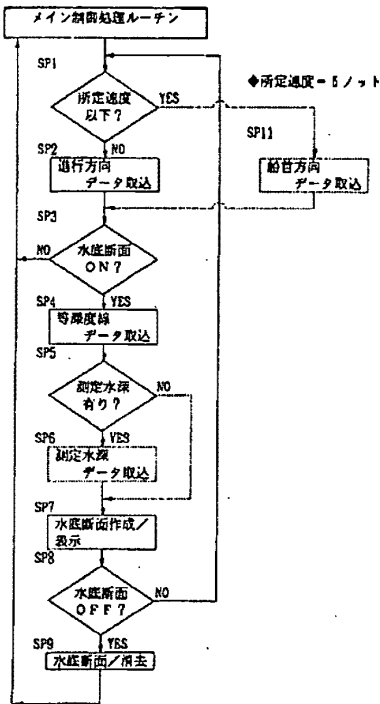 メイン制御処理ルーチン
SP1
所定速度
以下?
YES
◆所定速度=5ノット
NO
SP2
進行方向
データ取込
SP11
船首方向
データ取込
SP3
水底断面
ON?
NO
YES
SP4
等深度線
データ取込
SP5
測定水深
有り?
NO
YES
SP6
測定水深
データ取込
SP7
水底断面作成/
表示
SP8
水底断面
OFF?
NO
YES
SP9
水底断面/消去